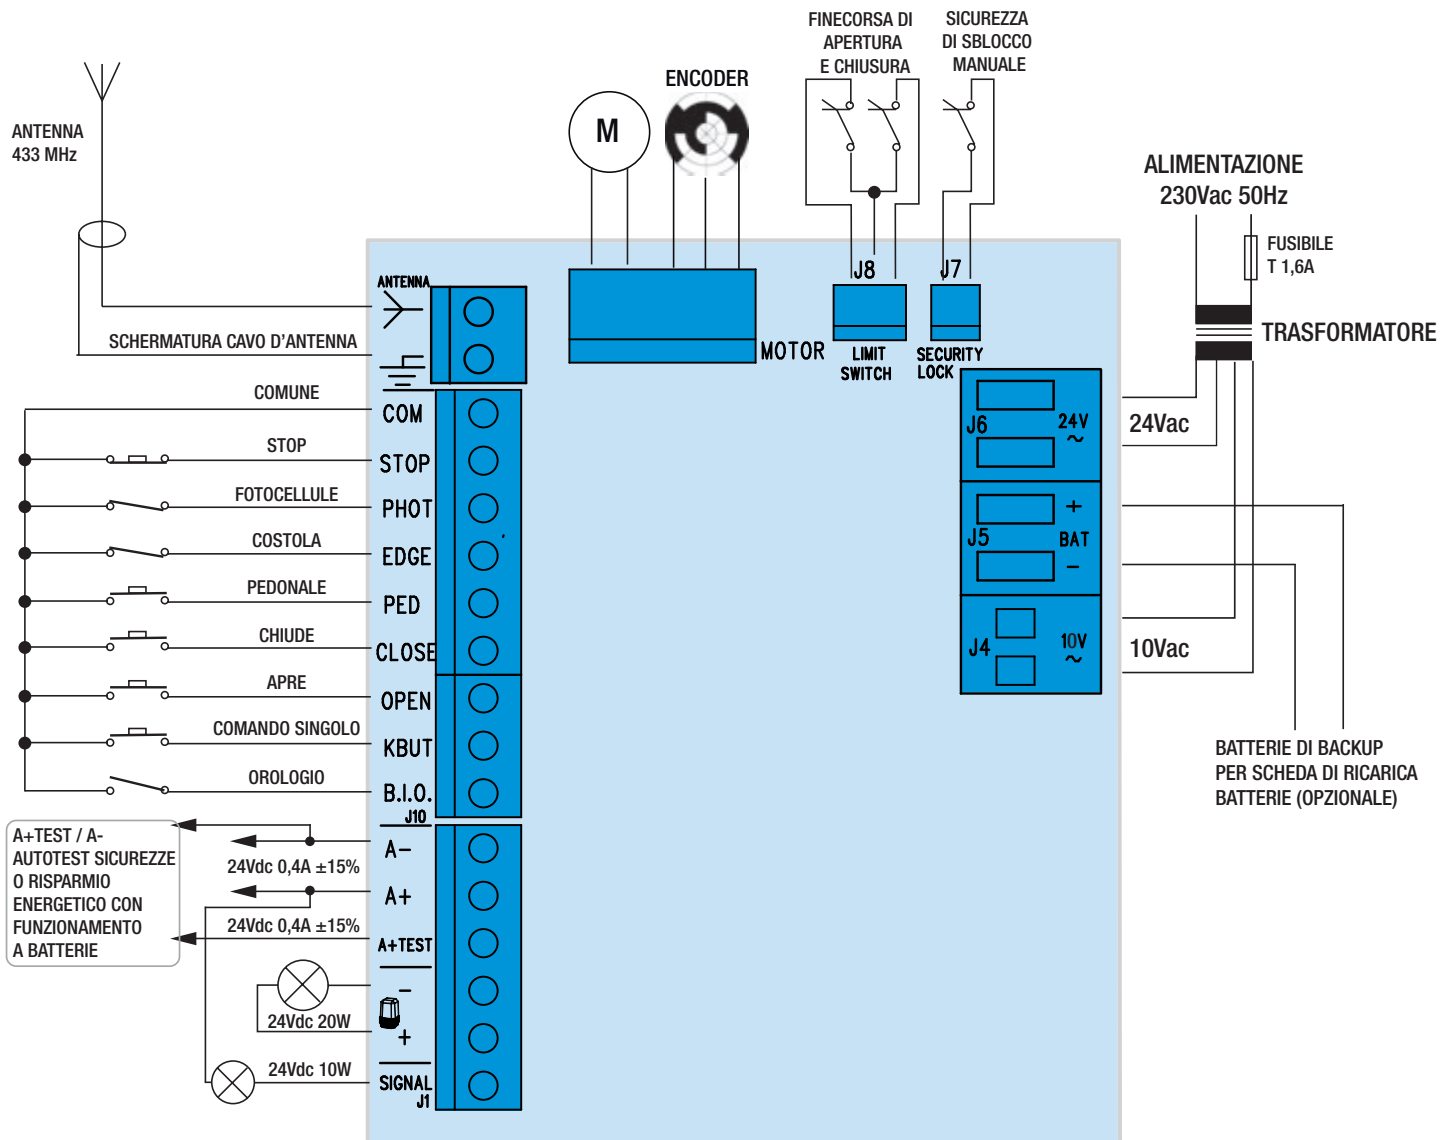 FINECORSA DI
APERTURA
E CHIUSURA
SICUREZZA
DI SBLOCCO
MANUALE
ENCODER
M
ANTENNA
433 MHz
ALIMENTAZIONE
230Vac 50Hz
FUSIBILE
T 1,6A
TRASFORMATORE
ANTENNA
SCHERMATURA CAVO D'ANTENNA
MOTOR
J8
LIMIT
SWITCH
J7
SECURITY
LOCK
COMUNE
COM
STOP
STOP
FOTOCELLULE
PHOT
COSTOLA
EDGE
PEDONALE
PED
CHIUDE
CLOSE
APRE
OPEN
COMANDO SINGOLO
KBUT
OROLOGIO
B.I.O.
J10
J6
24V
~
24Vac
J5
+
BAT
-
J4
10V
~
10Vac
BATTERIE DI BACKUP
PER SCHEDA DI RICARICA
BATTERIE (OPZIONALE)
A+TEST / A-
AUTOTEST SICUREZZE
O RISPARMIO
ENERGETICO CON
FUNZIONAMENTO
A BATTERIE
A-
24Vdc 0,4A ±15%
A+
24Vdc 0,4A ±15%
A+TEST
-
24Vdc 20W
+
24Vdc 10W
SIGNAL
J1